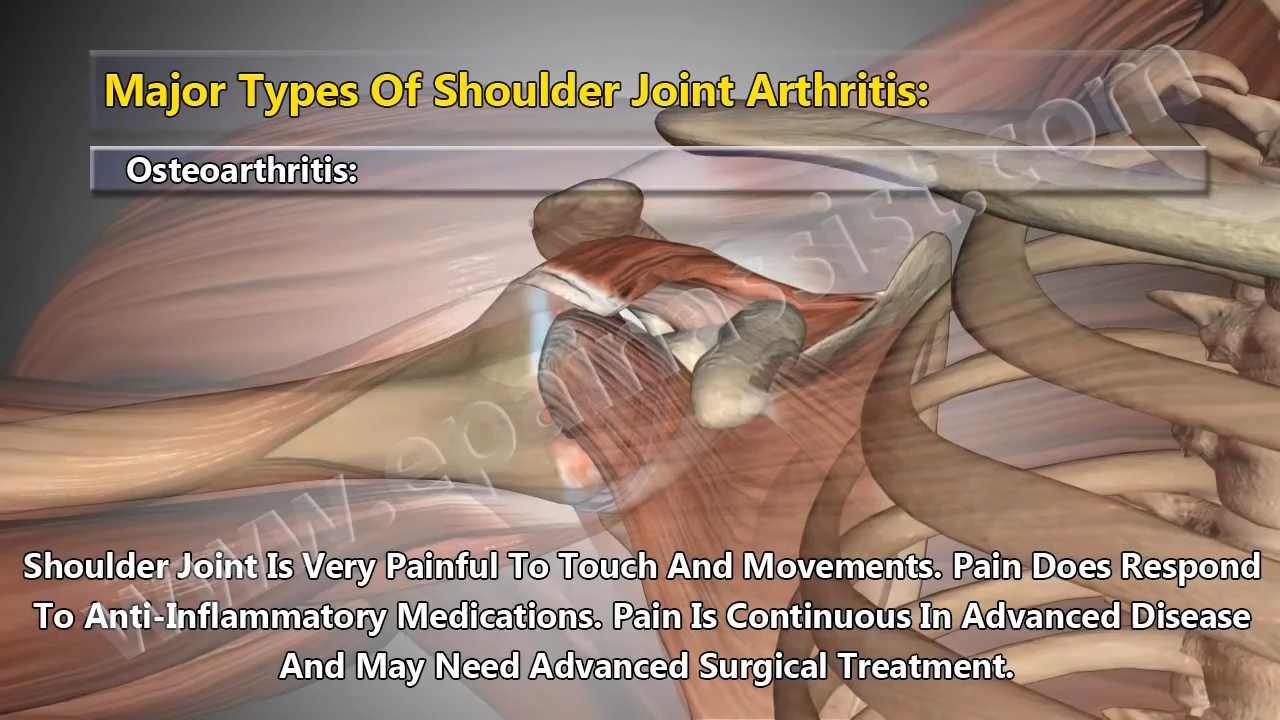 Major Types Of Shoulder Joint Arthritis:
Osteoarthritis:
www.epainassist.com
Shoulder Joint Is Very Painful To Touch And Movements. Pain Does Respond
To Anti-Inflammatory Medications. Pain Is Continuous In Advanced Disease
And May Need Advanced Surgical Treatment.